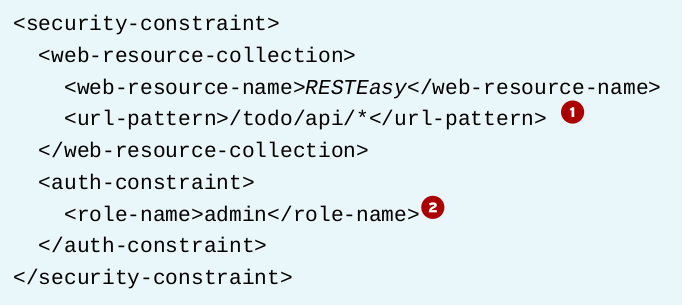 <security-constraint>
  <web-resource-collection>
    <web-resource-name>RESTEasy</web-resource-name>
    <url-pattern>/todo/api/*</url-pattern> 1
  </web-resource-collection>
  <auth-constraint>
    <role-name>admin</role-name> 2
  </auth-constraint>
</security-constraint>